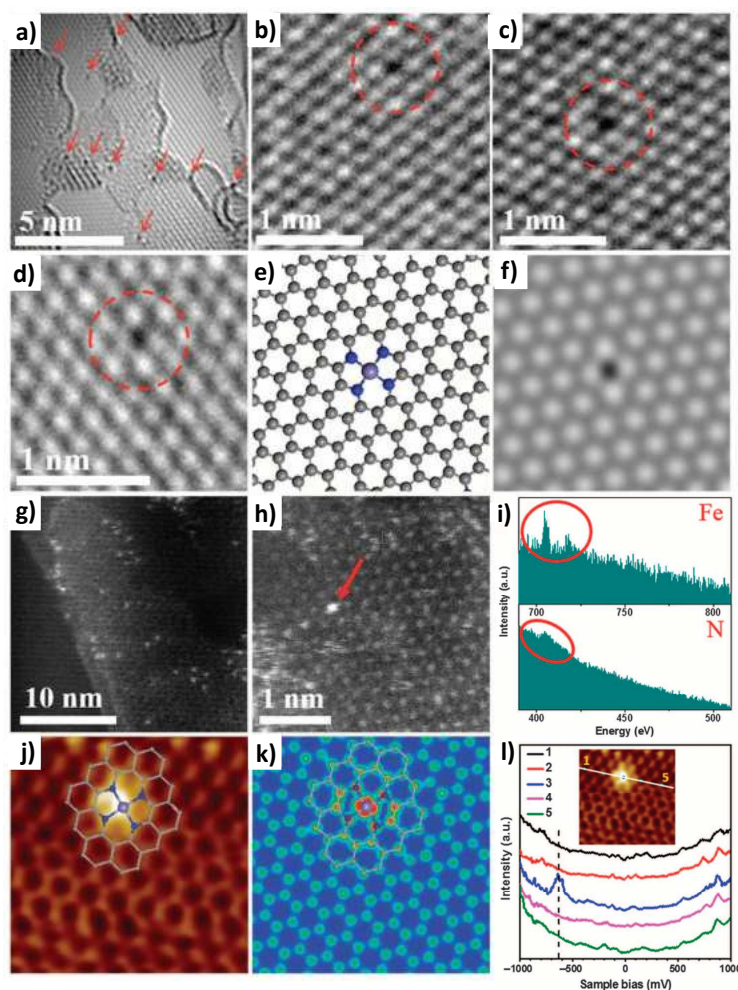 a)
5 nm
b)
1 nm
c)
1 nm
d)
1 nm
e)
f)
g)
10 nm
h)
1 nm
i)
Fe
Intensity (a.u.)
700
750
800
N
400
450
500
Energy (eV)
j)
k)
l)
1
2
3
4
5
1
5
Intensity (a.u.)
-1000
-500
0
500
1000
Sample bias (mV)